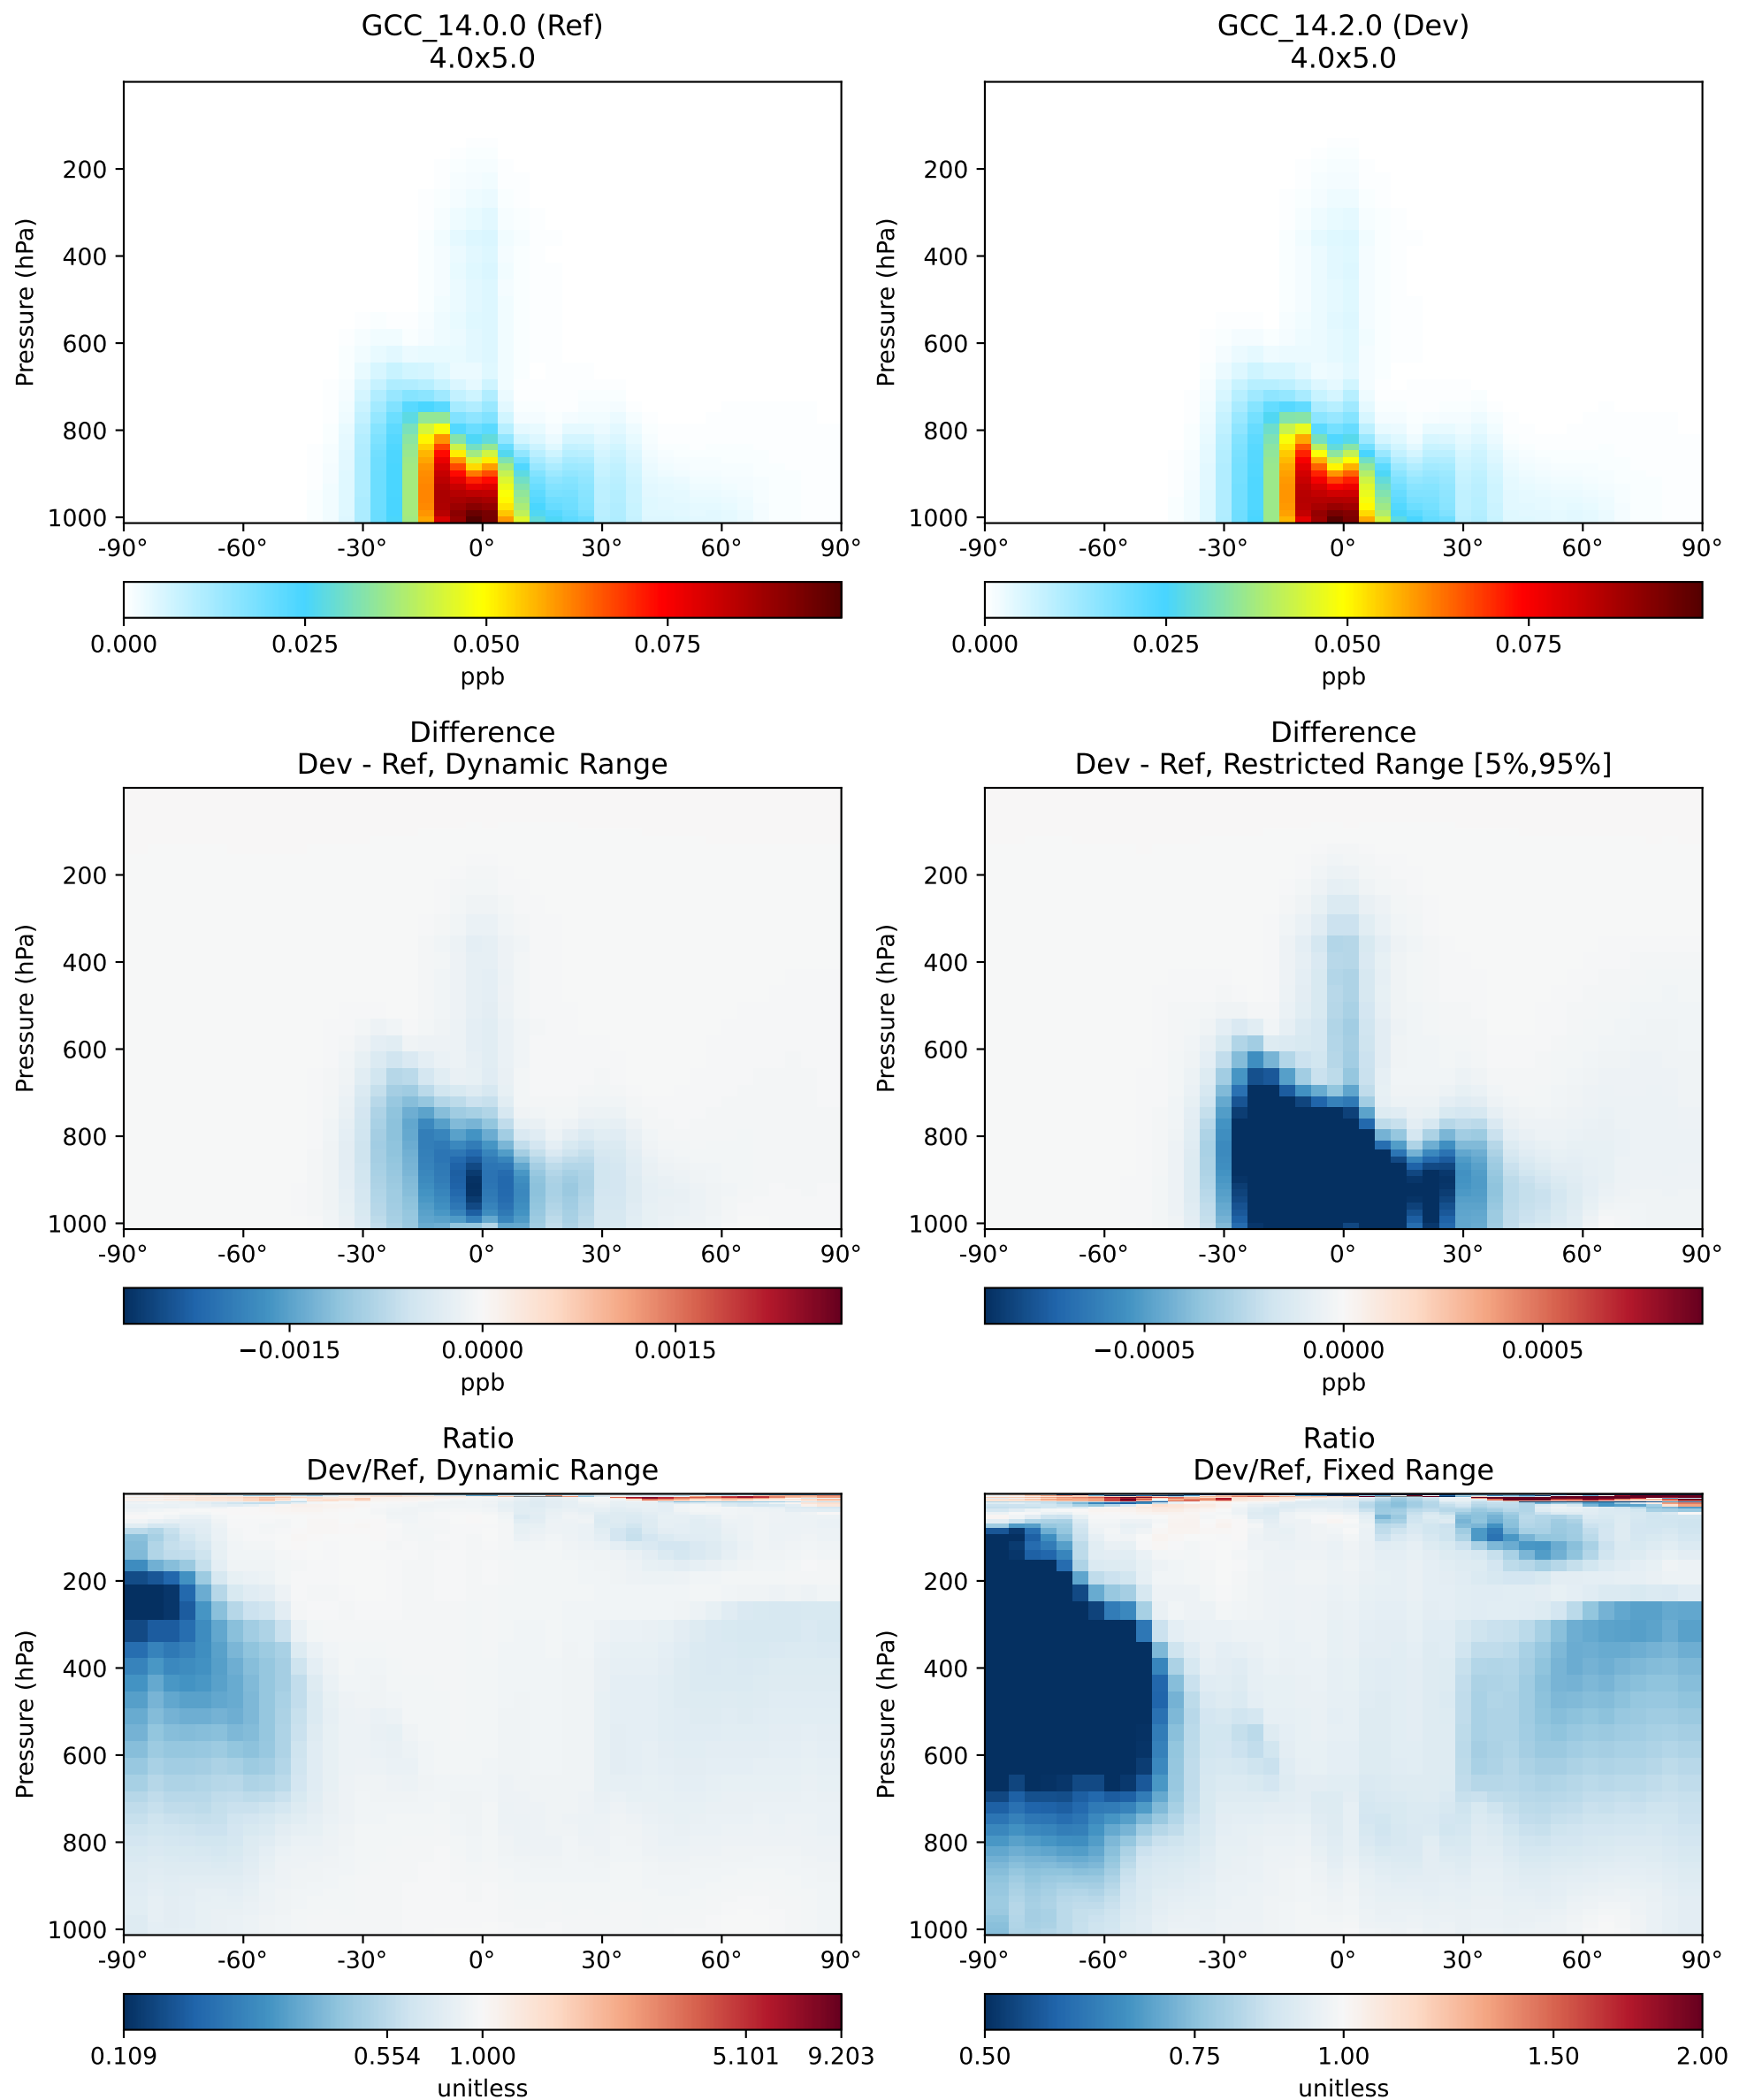 GCC_14.0.0 (Ref)
4.0x5.0
Pressure (hPa)
200
400
600
800
1000
-90° -60° -30° 0° 30° 60° 90°
0.000 0.025 0.050 0.075
ppb
GCC_14.2.0 (Dev)
4.0x5.0
Pressure (hPa)
200
400
600
800
1000
-90° -60° -30° 0° 30° 60° 90°
0.000 0.025 0.050 0.075
ppb
Difference
Dev - Ref, Dynamic Range
Pressure (hPa)
200
400
600
800
1000
-90° -60° -30° 0° 30° 60° 90°
−0.0015 0.0000 0.0015
ppb
Difference
Dev - Ref, Restricted Range [5%,95%]
Pressure (hPa)
200
400
600
800
1000
-90° -60° -30° 0° 30° 60° 90°
−0.0005 0.0000 0.0005
ppb
Ratio
Dev/Ref, Dynamic Range
Pressure (hPa)
200
400
600
800
1000
-90° -60° -30° 0° 30° 60° 90°
0.109 0.554 1.000 5.101 9.203
unitless
Ratio
Dev/Ref, Fixed Range
Pressure (hPa)
200
400
600
800
1000
-90° -60° -30° 0° 30° 60° 90°
0.50 0.75 1.00 1.50 2.00
unitless